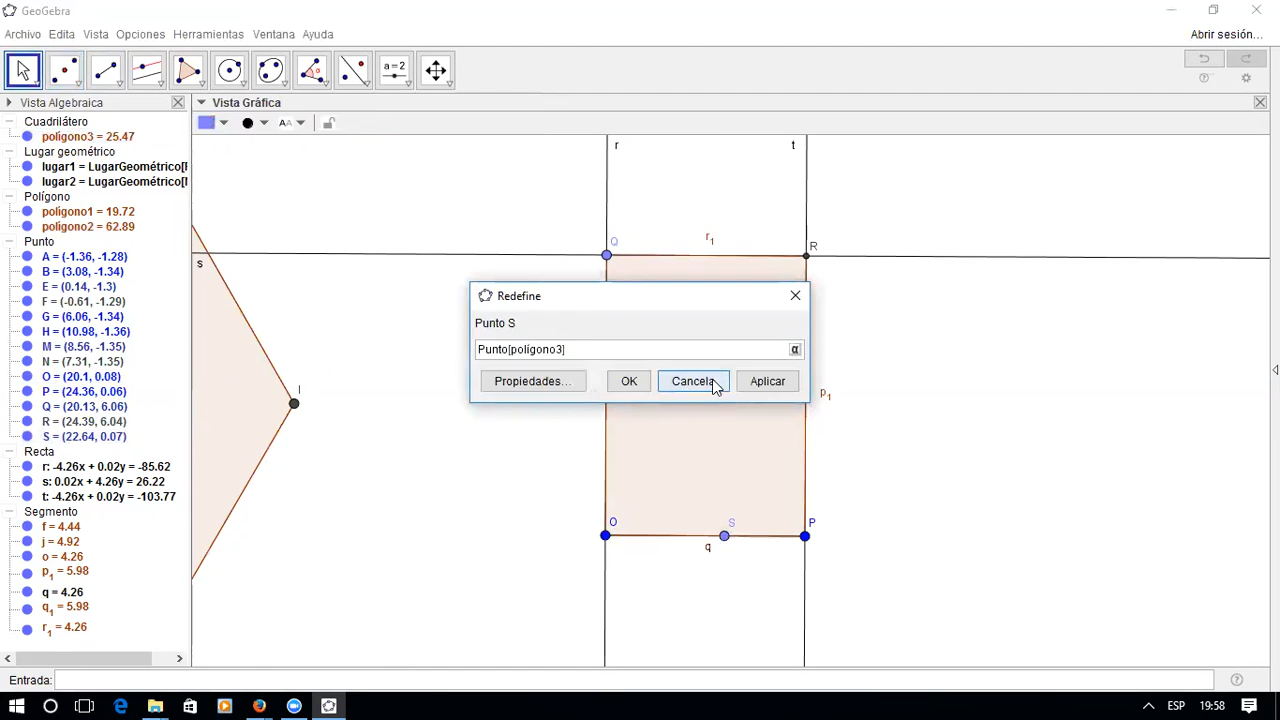 GeoGebra
Archivo Edita Vista Opciones Herramientas Ventana Ayuda
Abrir sesión...
a=2
Vista Algebraica
Vista Gráfica
AA
Cuadrilátero
polígono3 = 25.47
Lugar geométrico
lugar1 = LugarGeométrico[
lugar2 = LugarGeométrico[
Polígono
polígono1 = 19.72
polígono2 = 62.89
Punto
A = (-1.36, -1.28)
B = (3.08, -1.34)
E = (0.14, -1.3)
F = (-0.61, -1.29)
G = (6.06, -1.34)
H = (10.98, -1.36)
M = (8.56, -1.35)
N = (7.31, -1.35)
O = (20.1, 0.08)
P = (24.36, 0.06)
Q = (20.13, 6.06)
R = (24.39, 6.04)
S = (22.64, 0.07)
Recta
r: -4.26x + 0.02y = -85.62
s: 0.02x + 4.26y = 26.22
t: -4.26x + 0.02y = -103.77
Segmento
f = 4.44
j = 4.92
o = 4.26
p1 = 5.98
q = 4.26
q1 = 5.98
r1 = 4.26
r
t
Q
r1
R
s
I
p1
O
S
P
q
Redefine
Punto S
Punto[polígono3]
α
Propiedades...
OK
Cancela
Aplicar
Entrada:
ESP
19:58